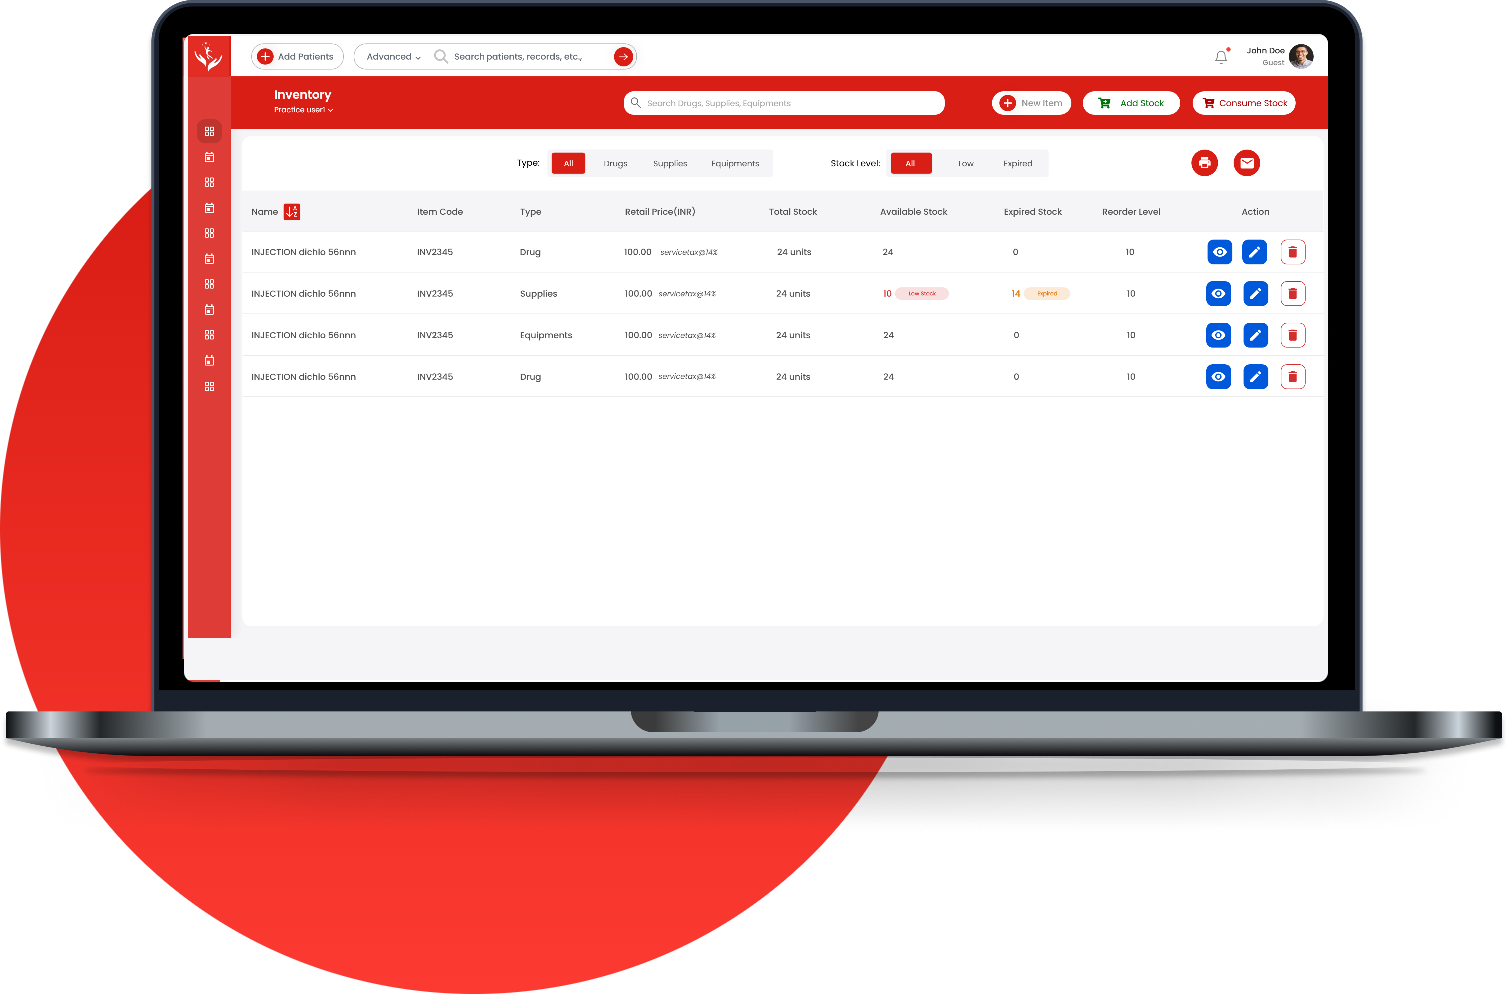 Add Patients Advanced Search patients, records, etc., John Doe
Guest
Inventory
Practice user1
Search Drugs, Supplies, Equipments New Item Add Stock Consume Stock
Type: All Drugs Supplies Equipments Stock Level: All Low Expired
Name A Z Item Code Type Retail Price(INR) Total Stock Available Stock Expired Stock Reorder Level Action
INJECTION dichlo 56nnn INV2345 Drug 100.00 servicetax@14% 24 units 24 0 10
INJECTION dichlo 56nnn INV2345 Supplies 100.00 servicetax@14% 24 units 10 Low Stock 14 Expired 10
INJECTION dichlo 56nnn INV2345 Equipments 100.00 servicetax@14% 24 units 24 0 10
INJECTION dichlo 56nnn INV2345 Drug 100.00 servicetax@14% 24 units 24 0 10